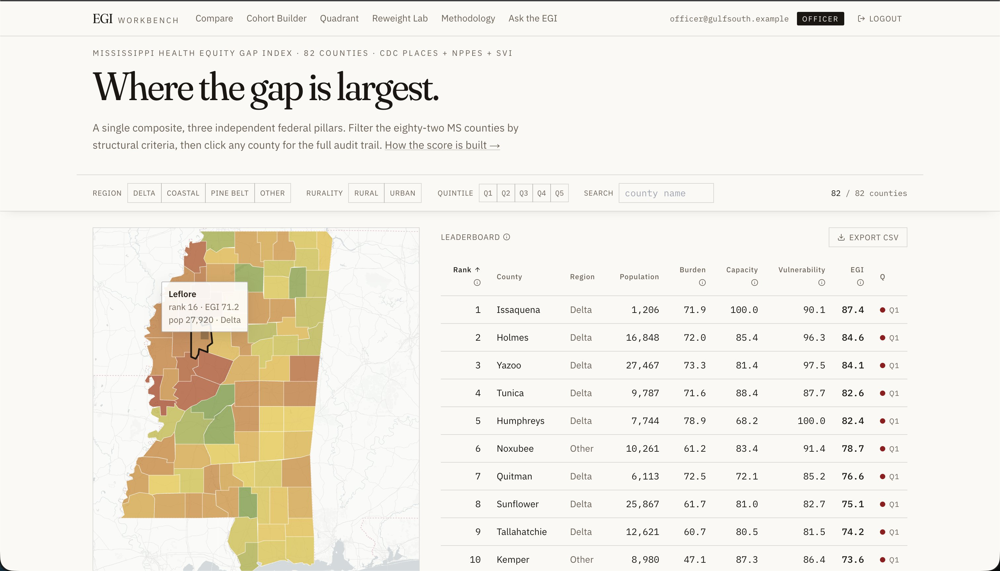 EGI WORKBENCH Compare Cohort Builder Quadrant Reweight Lab Methodology Ask the EGI officer@gulfsouth.example OFFICER LOGOUT
MISSISSIPPI HEALTH EQUITY GAP INDEX · 82 COUNTIES · CDC PLACES + NPPES + SVI
Where the gap is largest.
A single composite, three independent federal pillars. Filter the eighty-two MS counties by
structural criteria, then click any county for the full audit trail. How the score is built →
REGION DELTA COASTAL PINE BELT OTHER RURALITY RURAL URBAN QUINTILE Q1 Q2 Q3 Q4 Q5 SEARCH county name 82 / 82 counties
Leflore
rank 16 · EGI 71.2
pop 27,920 · Delta
LEADERBOARD EXPORT CSV
Rank ↑ County Region Population Burden Capacity Vulnerability EGI Q
1 Issaquena Delta 1,206 71.9 100.0 90.1 87.4 Q1
2 Holmes Delta 16,848 72.0 85.4 96.3 84.6 Q1
3 Yazoo Delta 27,467 73.3 81.4 97.5 84.1 Q1
4 Tunica Delta 9,787 71.6 88.4 87.7 82.6 Q1
5 Humphreys Delta 7,744 78.9 68.2 100.0 82.4 Q1
6 Noxubee Other 10,261 61.2 83.4 91.4 78.7 Q1
7 Quitman Delta 6,113 72.5 72.1 85.2 76.6 Q1
8 Sunflower Delta 25,867 61.7 81.0 82.7 75.1 Q1
9 Tallahatchie Delta 12,621 60.7 80.5 81.5 74.2 Q1
10 Kemper Other 8,980 47.1 87.3 86.4 73.6 Q1